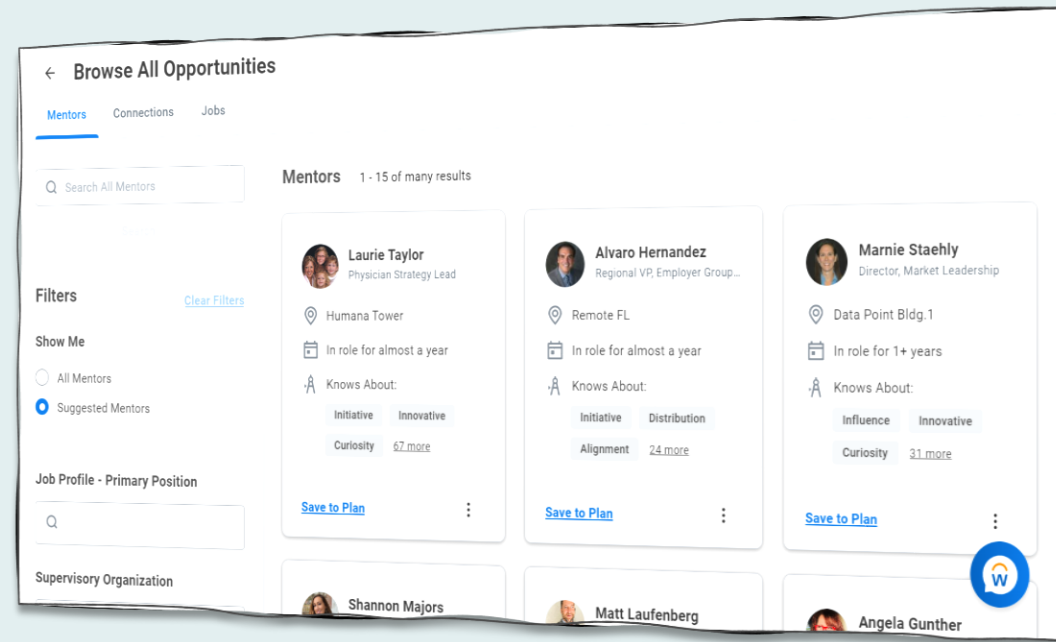 Browse All Opportunities
Mentors Connections Jobs
Search All Mentors
Filters Clear Filters
Show Me
All Mentors
Suggested Mentors
Job Profile - Primary Position
Supervisory Organization
Mentors 1 - 15 of many results
Laurie Taylor
Physician Strategy Lead
Humana Tower
In role for almost a year
Knows About:
Initiative Innovative
Curiosity 67 more
Save to Plan
Alvaro Hernandez
Regional VP, Employer Group...
Remote FL
In role for almost a year
Knows About:
Initiative Distribution
Alignment 24 more
Save to Plan
Marnie Staehly
Director, Market Leadership
Data Point Bldg.1
In role for 1+ years
Knows About:
Influence Innovative
Curiosity 31 more
Save to Plan
Shannon Majors
Matt Laufenberg
Angela Gunther
w